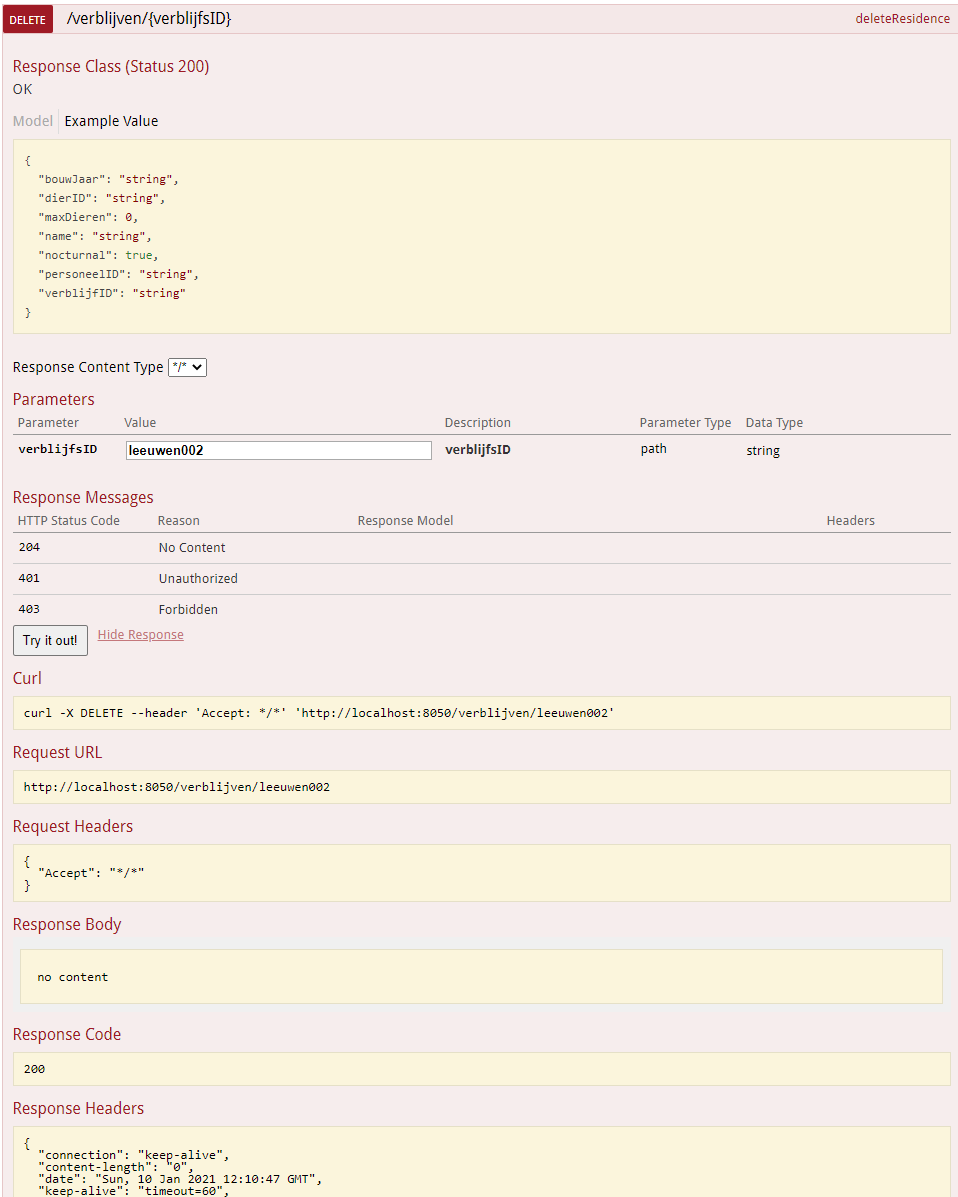 DELETE /verblijven/{verblijfsID} deleteResidence
Response Class (Status 200)
OK
Model Example Value
{
  "bouwJaar": "string",
  "dierID": "string",
  "maxDieren": 0,
  "name": "string",
  "nocturnal": true,
  "personeelID": "string",
  "verblijfID": "string"
}
Response Content Type */*
Parameters
Parameter Value Description Parameter Type Data Type
verblijfsID leeuwen002 verblijfsID path string
Response Messages
HTTP Status Code Reason Response Model Headers
204 No Content
401 Unauthorized
403 Forbidden
Try it out! Hide Response
Curl
curl -X DELETE --header 'Accept: */*' 'http://localhost:8050/verblijven/leeuwen002'
Request URL
http://localhost:8050/verblijven/leeuwen002
Request Headers
{
  "Accept": "*/*"
}
Response Body
no content
Response Code
200
Response Headers
{
  "connection": "keep-alive",
  "content-length": "0",
  "date": "Sun, 10 Jan 2021 12:10:47 GMT",
  "keep-alive": "timeout=60",